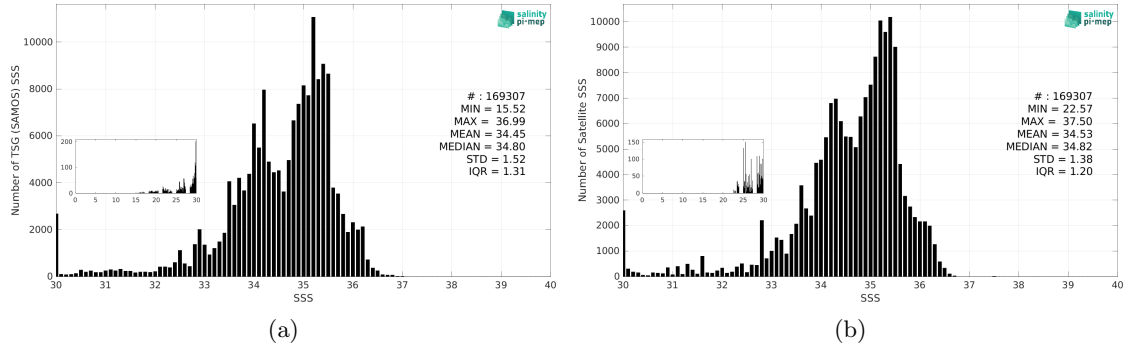 salinity
pi-mep
Number of TSG (SAMOS) SSS
10000
8000
6000
4000
2000
0
# : 169307
MIN = 15.52
MAX = 36.99
MEAN = 34.45
MEDIAN = 34.80
STD = 1.52
IQR = 1.31
200
100
0
0 5 10 15 20 25 30
30 31 32 33 34 35 36 37 38 39 40
SSS
(a)
salinity
pi-mep
Number of Satellite SSS
10000
9000
8000
7000
6000
5000
4000
3000
2000
1000
0
# : 169307
MIN = 22.57
MAX = 37.50
MEAN = 34.53
MEDIAN = 34.82
STD = 1.38
IQR = 1.20
150
100
50
0
0 5 10 15 20 25 30
30 31 32 33 34 35 36 37 38 39 40
SSS
(b)